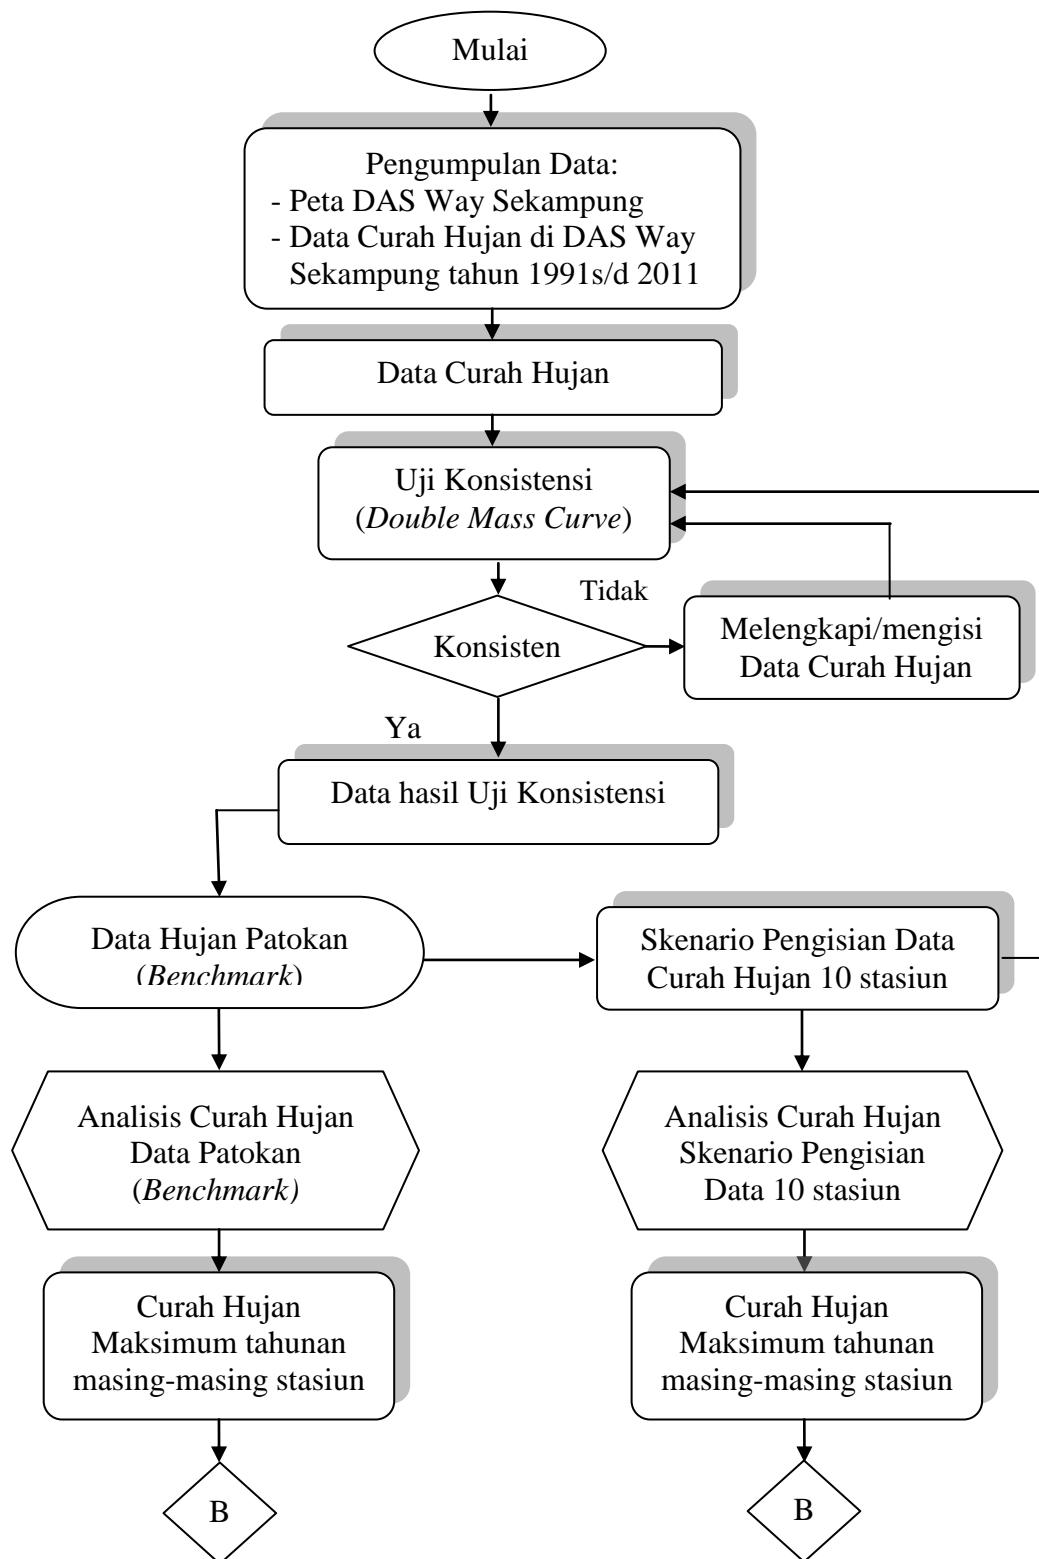 Mulai
Pengumpulan Data:
- Peta DAS Way Sekampung
- Data Curah Hujan di DAS Way
Sekampung tahun 1991s/d 2011
Data Curah Hujan
Uji Konsistensi
(Double Mass Curve)
Tidak
Konsisten
Melengkapi/mengisi
Data Curah Hujan
Ya
Data hasil Uji Konsistensi
Data Hujan Patokan
(Benchmark)
Skenario Pengisian Data
Curah Hujan 10 stasiun
Analisis Curah Hujan
Data Patokan
(Benchmark)
Analisis Curah Hujan
Skenario Pengisian
Data 10 stasiun
Curah Hujan
Maksimum tahunan
masing-masing stasiun
Curah Hujan
Maksimum tahunan
masing-masing stasiun
B
B